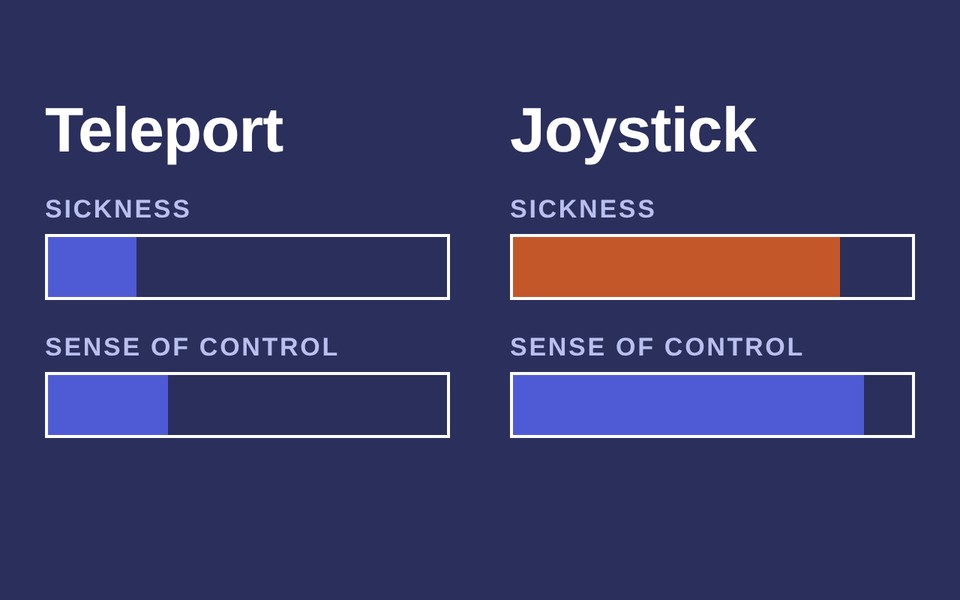 Teleport
SICKNESS
SENSE OF CONTROL
Joystick
SICKNESS
SENSE OF CONTROL